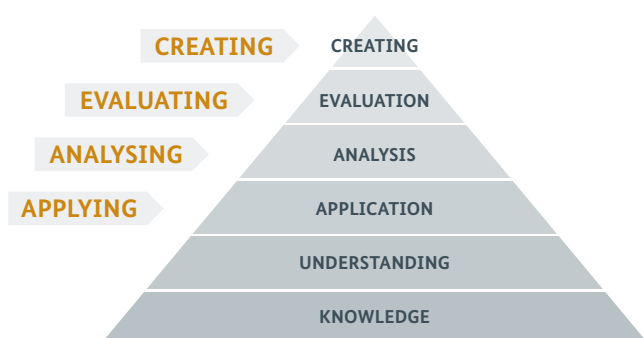 CREATING
CREATING
EVALUATING
EVALUATION
ANALYSING
ANALYSIS
APPLYING
APPLICATION
UNDERSTANDING
KNOWLEDGE